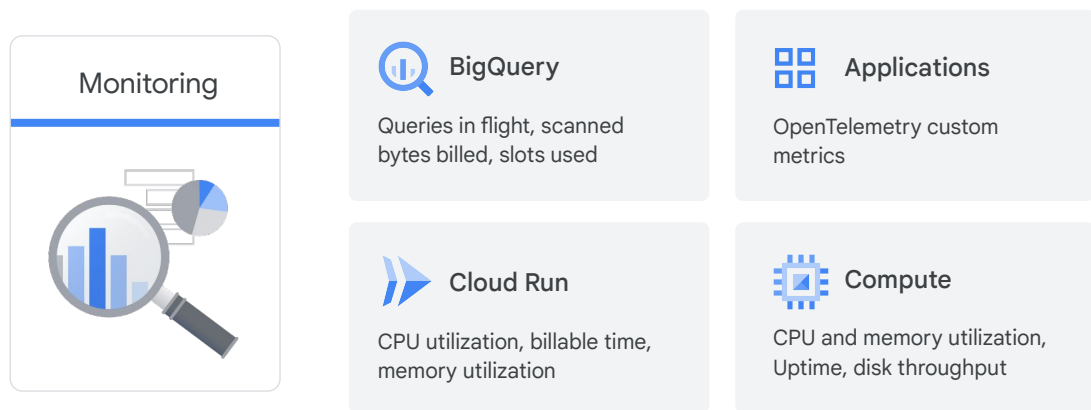 Monitoring
BigQuery
Queries in flight, scanned
bytes billed, slots used
Applications
OpenTelemetry custom
metrics
Cloud Run
CPU utilization, billable time,
memory utilization
Compute
CPU and memory utilization,
Uptime, disk throughput